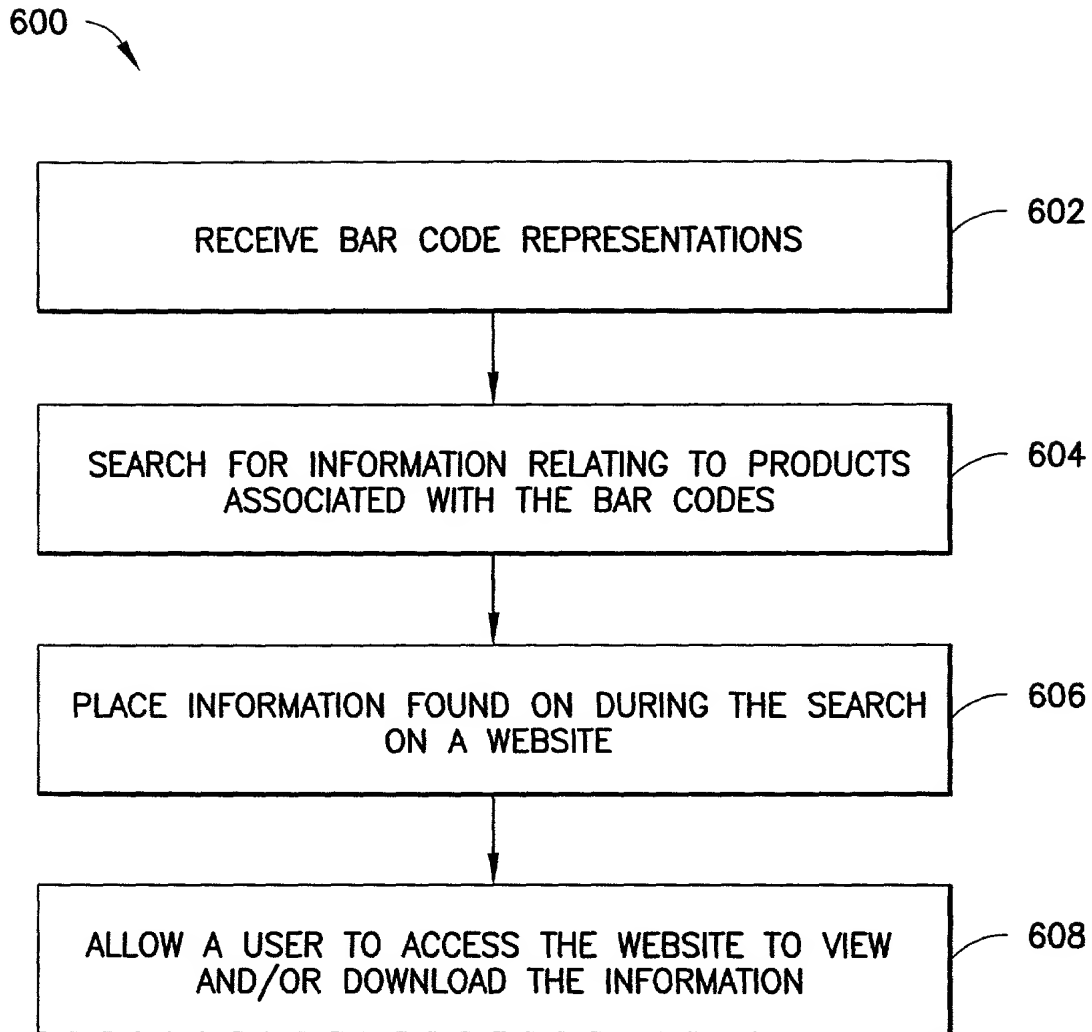 600
RECEIVE BAR CODE REPRESENTATIONS
602
SEARCH FOR INFORMATION RELATING TO PRODUCTS
ASSOCIATED WITH THE BAR CODES
604
PLACE INFORMATION FOUND ON DURING THE SEARCH
ON A WEBSITE
606
ALLOW A USER TO ACCESS THE WEBSITE TO VIEW
AND/OR DOWNLOAD THE INFORMATION
608